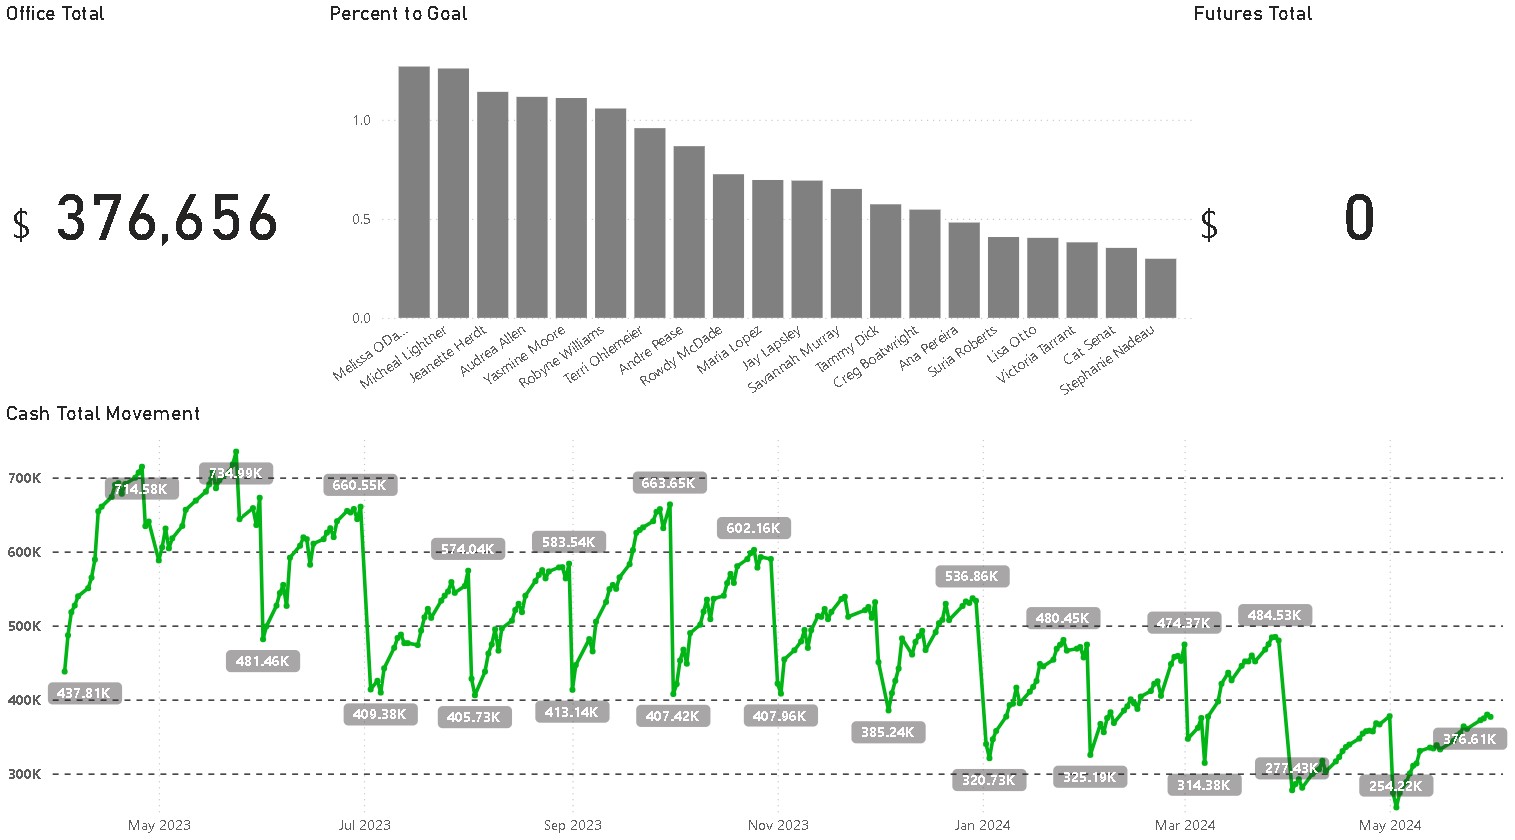 Office Total
Percent to Goal
Futures Total
$ 376,656
1.0
0.5
0.0
$ 0
Melissa ODa...
Micheal Lightner
Jeanette Herdt
Audrea Allen
Yasmine Moore
Robyne Williams
Terri Ohlemeier
Andre Pease
Rowdy McDade
Maria Lopez
Jay Lapsley
Savannah Murray
Tammy Dick
Creg Boatwright
Ana Pereira
Suria Roberts
Lisa Otto
Victoria Tarrant
Cat Senat
Stephanie Nadeau
Cash Total Movement
700K
600K
500K
400K
300K
437.81K
714.58K
734.99K
481.46K
660.55K
409.38K
574.04K
405.73K
583.54K
413.14K
663.65K
407.42K
602.16K
407.96K
385.24K
536.86K
320.73K
480.45K
325.19K
474.37K
314.38K
484.53K
277.43K
254.22K
376.61K
May 2023
Jul 2023
Sep 2023
Nov 2023
Jan 2024
Mar 2024
May 2024